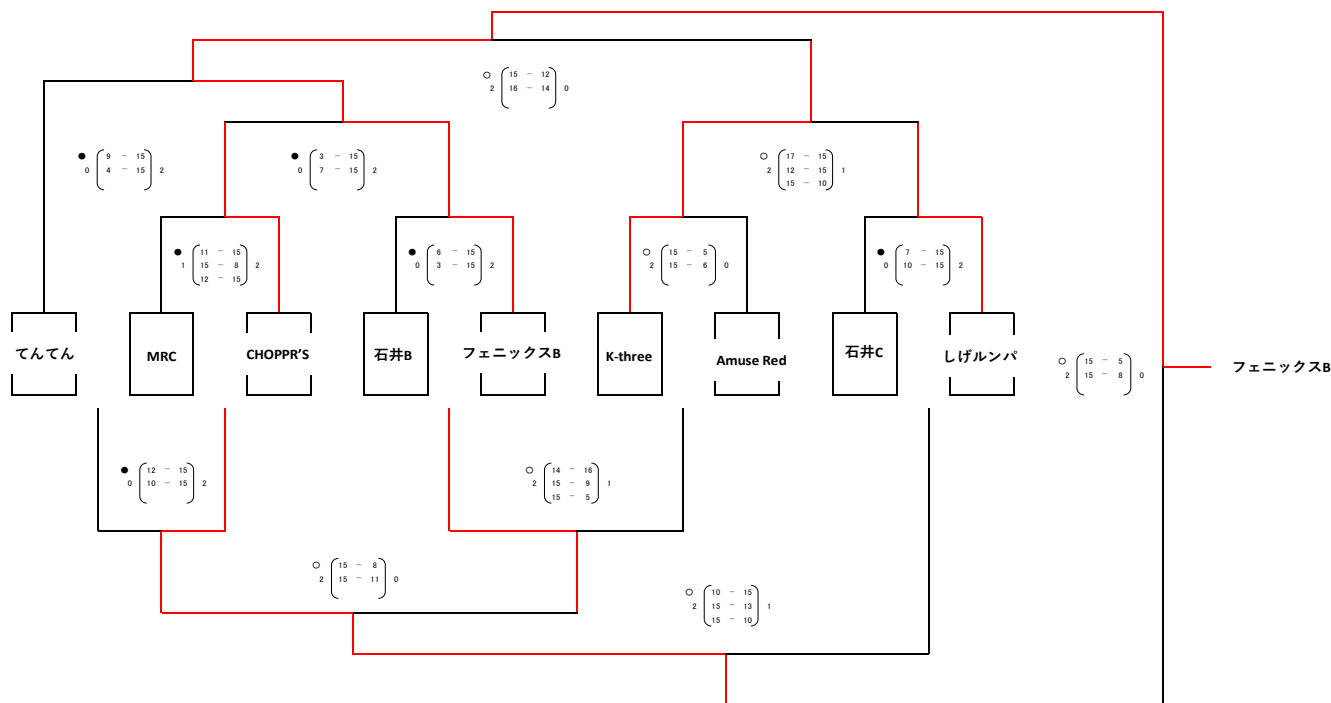 ○ 15 － 12
2 16 － 14 0
● 9 － 15
0 4 － 15 2
● 3 － 15
0 7 － 15 2
○ 17 － 15
2 12 － 15 1
15 － 10
● 11 － 15
1 15 － 8 2
12 － 15
● 6 － 15
0 3 － 15 2
○ 15 － 5
2 15 － 6 0
● 7 － 15
0 10 － 15 2
てんてん
MRC
CHOPPR'S
石井B
フェニックスB
K-three
Amuse Red
石井C
しげルンパ
○ 15 － 5
2 15 － 8 0
フェニックスB
● 12 － 15
0 10 － 15 2
○ 14 － 16
2 15 － 9 1
15 － 5
○ 15 － 8
2 15 － 11 0
○ 10 － 15
2 15 － 13 1
15 － 10